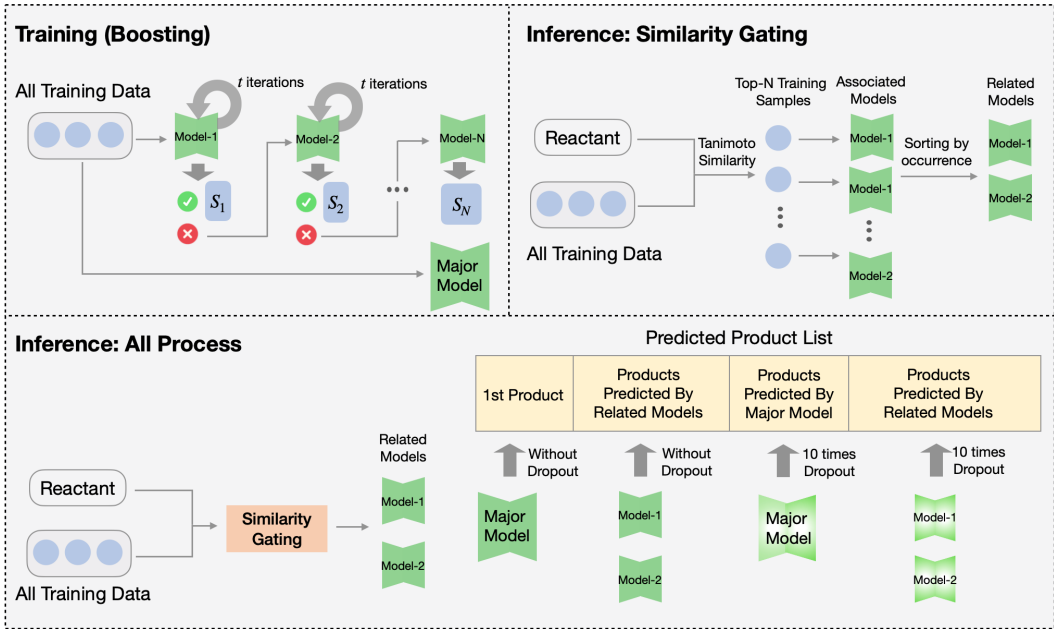 Training (Boosting)
All Training Data
t iterations
t iterations
Model-1
Model-2
Model-N
S1
S2
SN
Major
Model
Inference: Similarity Gating
Top-N Training
Samples
Associated
Models
Related
Models
Reactant
Tanimoto
Similarity
Model-1
Sorting by
occurrence
Model-1
Model-1
Model-2
All Training Data
Model-2
Inference: All Process
Predicted Product List
1st Product
Products
Predicted By
Related Models
Products
Predicted By
Major Model
Products
Predicted By
Related Models
Related
Models
Without
Dropout
Without
Dropout
10 times
Dropout
10 times
Dropout
Reactant
Similarity
Gating
Model-1
Model-2
Major
Model
Model-1
Model-2
Major
Model
Model-1
Model-2
All Training Data